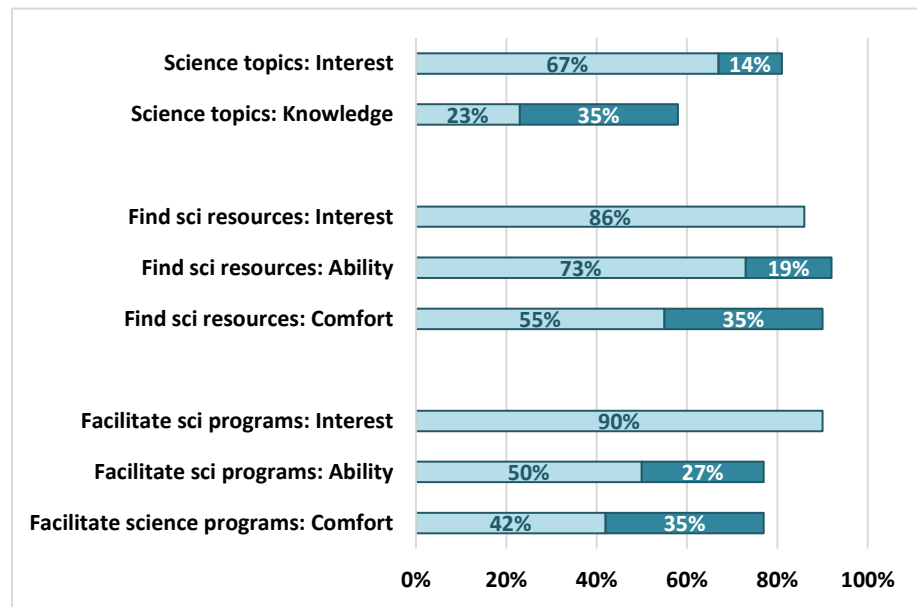 Science topics: Interest 67% 14%
Science topics: Knowledge 23% 35%
Find sci resources: Interest 86%
Find sci resources: Ability 73% 19%
Find sci resources: Comfort 55% 35%
Facilitate sci programs: Interest 90%
Facilitate sci programs: Ability 50% 27%
Facilitate science programs: Comfort 42% 35%
0% 20% 40% 60% 80% 100%